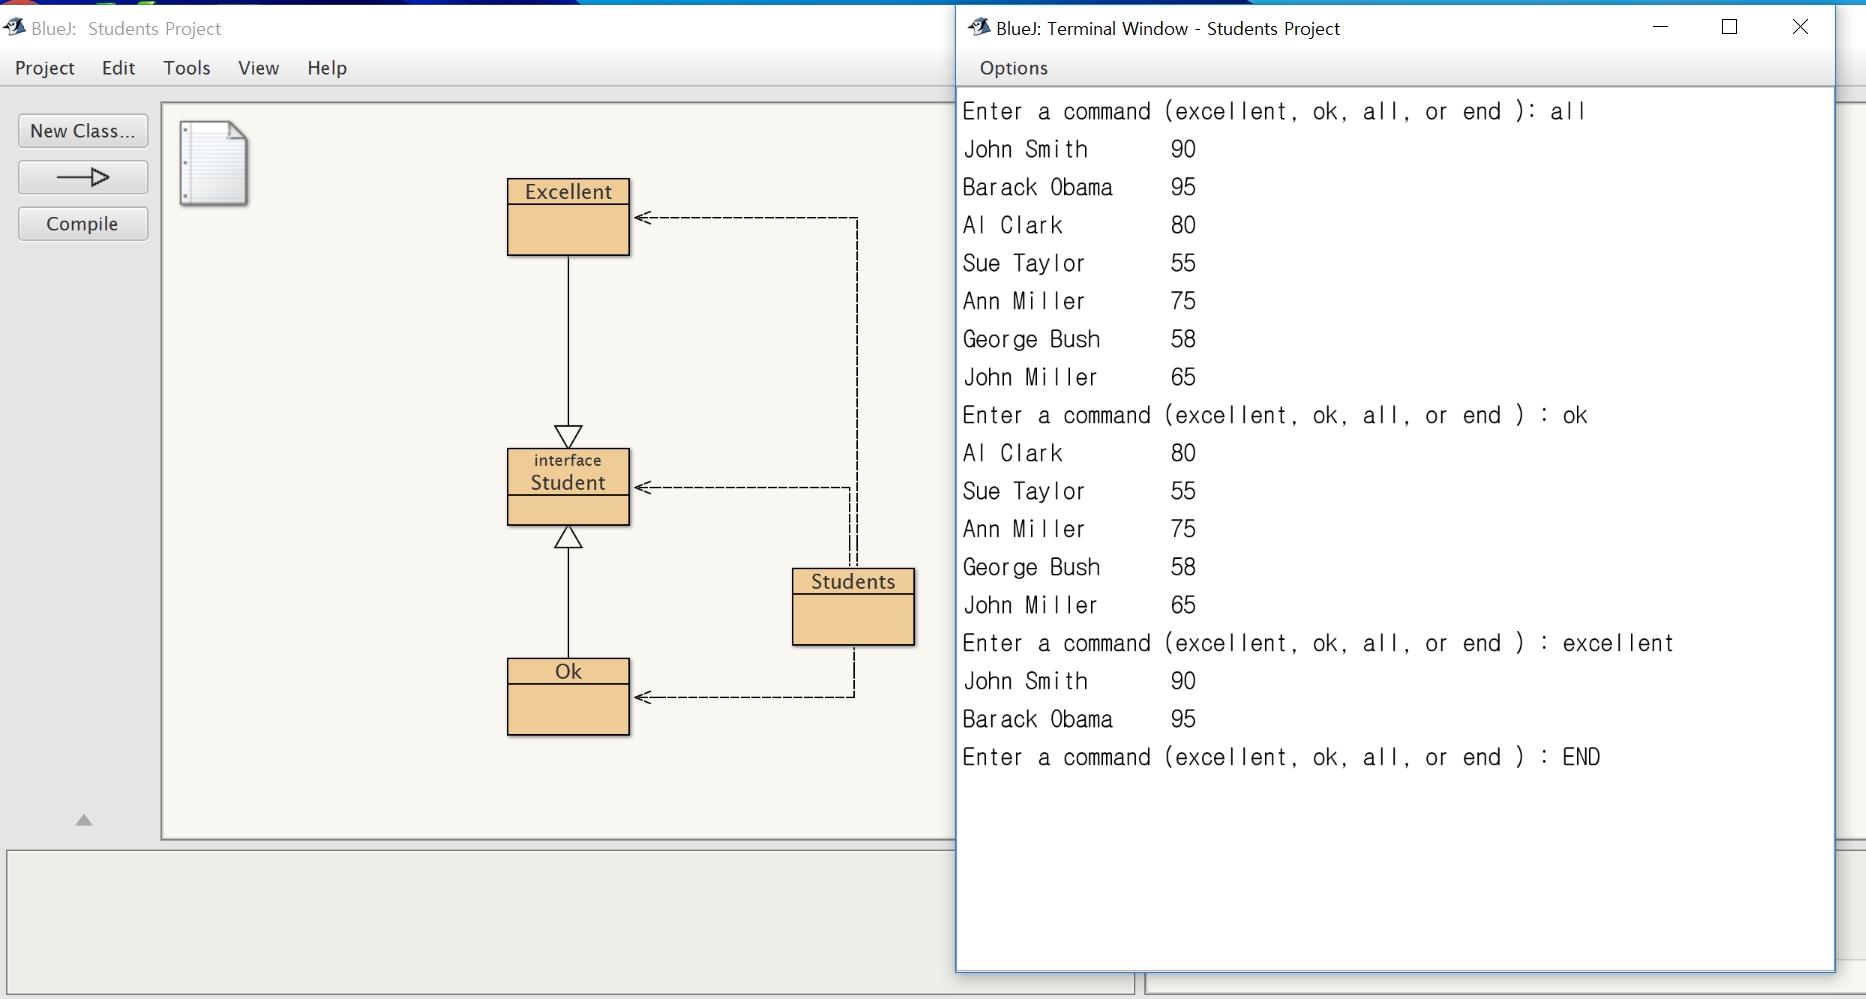 BlueJ: Students Project
Project Edit Tools View Help
New Class...
Compile
Excellent
interface
Student
Students
Ok
BlueJ: Terminal Window - Students Project
Options
Enter a command (excellent, ok, all, or end ): all
John Smith 90
Barack Obama 95
Al Clark 80
Sue Taylor 55
Ann Miller 75
George Bush 58
John Miller 65
Enter a command (excellent, ok, all, or end ) : ok
Al Clark 80
Sue Taylor 55
Ann Miller 75
George Bush 58
John Miller 65
Enter a command (excellent, ok, all, or end ) : excellent
John Smith 90
Barack Obama 95
Enter a command (excellent, ok, all, or end ) : END